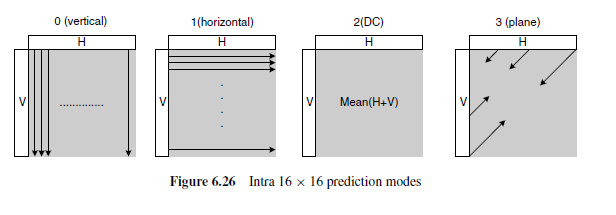 0 (vertical)
1(horizontal)
2(DC)
3 (plane)
H
H
H
H
V
V
V
Mean(H+V)
V
Figure 6.26 Intra 16 × 16 prediction modes